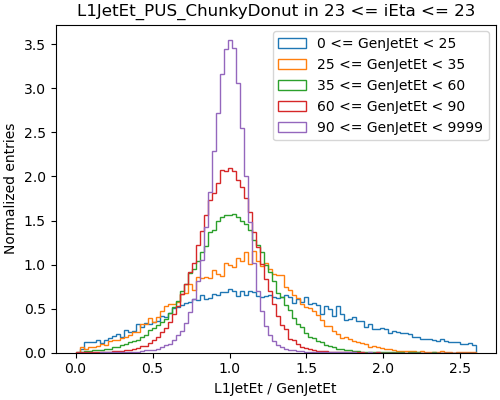 L1JetEt_PUS_ChunkyDonut in 23 <= iEta <= 23
0 <= GenJetEt < 25
25 <= GenJetEt < 35
35 <= GenJetEt < 60
60 <= GenJetEt < 90
90 <= GenJetEt < 9999
Normalized entries
3.5
3.0
2.5
2.0
1.5
1.0
0.5
0.0
0.0 0.5 1.0 1.5 2.0 2.5
L1JetEt / GenJetEt